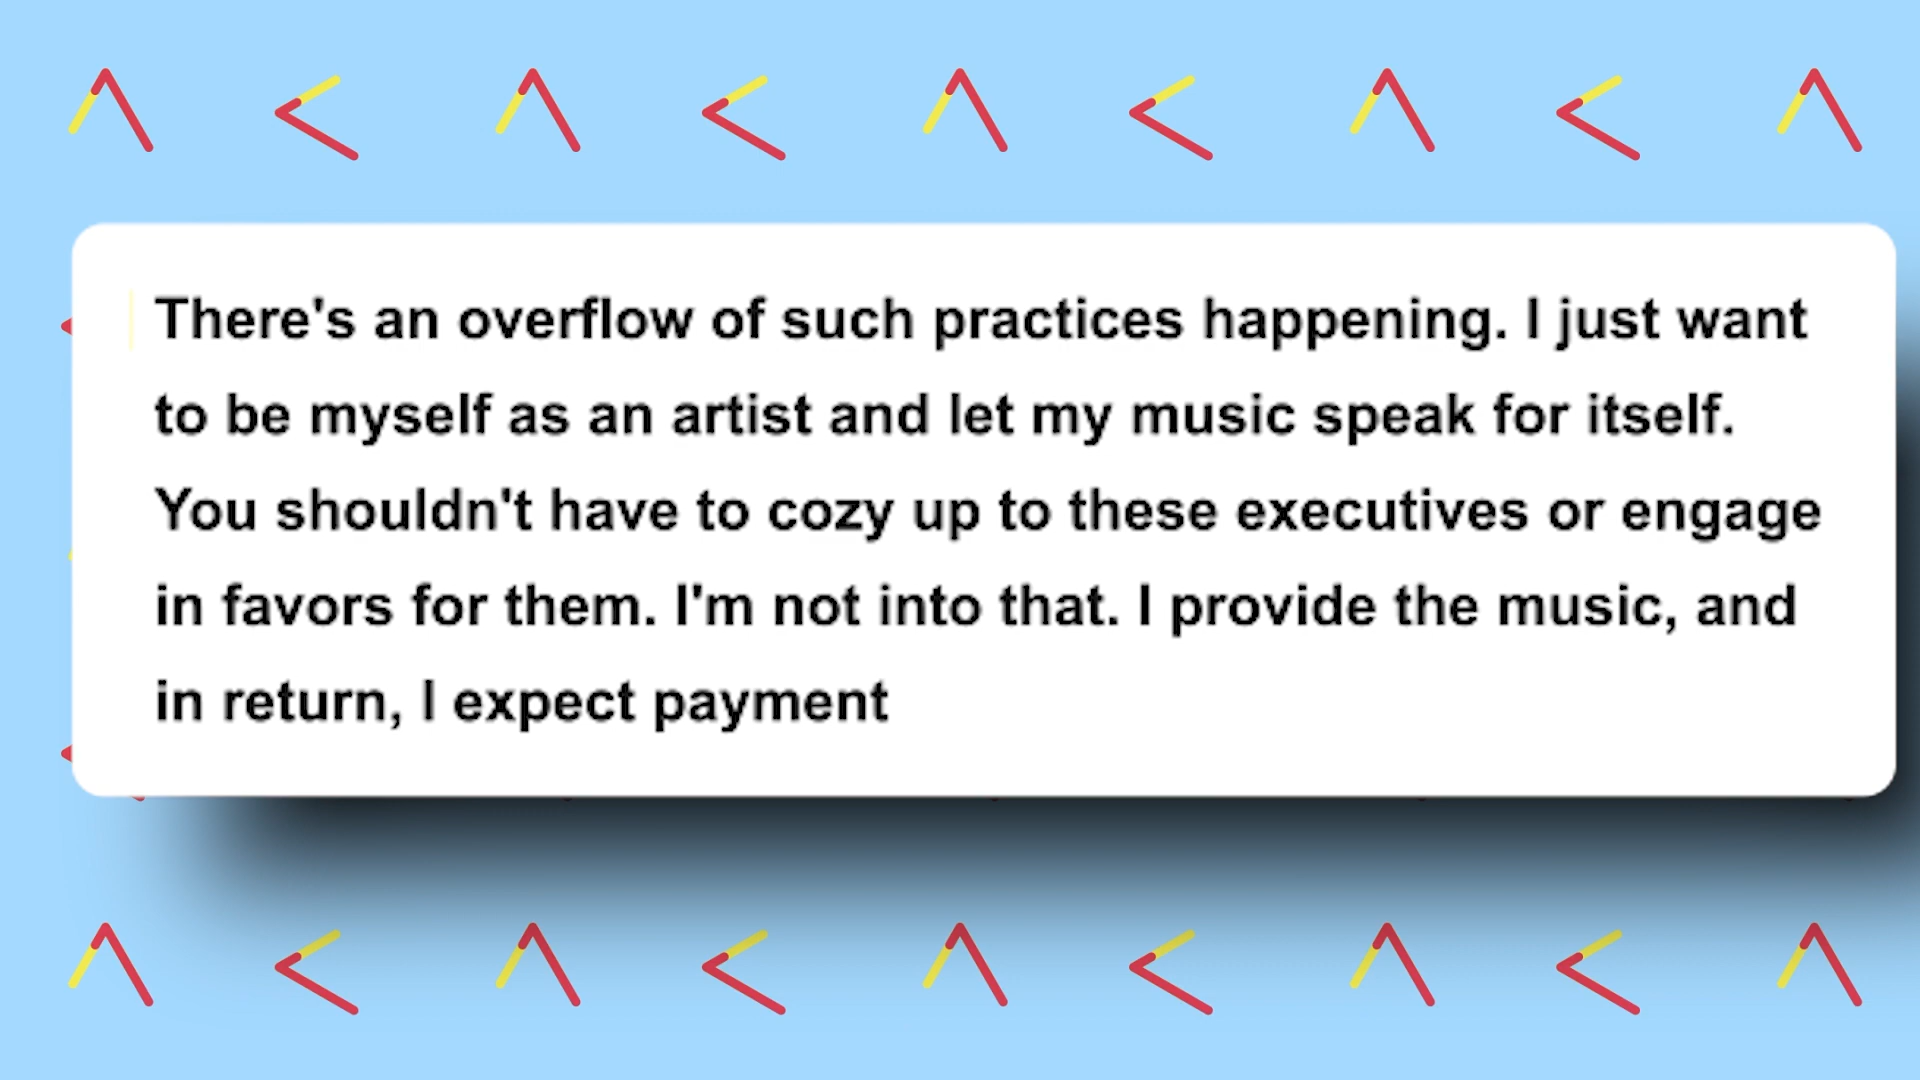 There's an overflow of such practices happening. I just want
to be myself as an artist and let my music speak for itself.
You shouldn't have to cozy up to these executives or engage
in favors for them. I'm not into that. I provide the music, and
in return, I expect payment